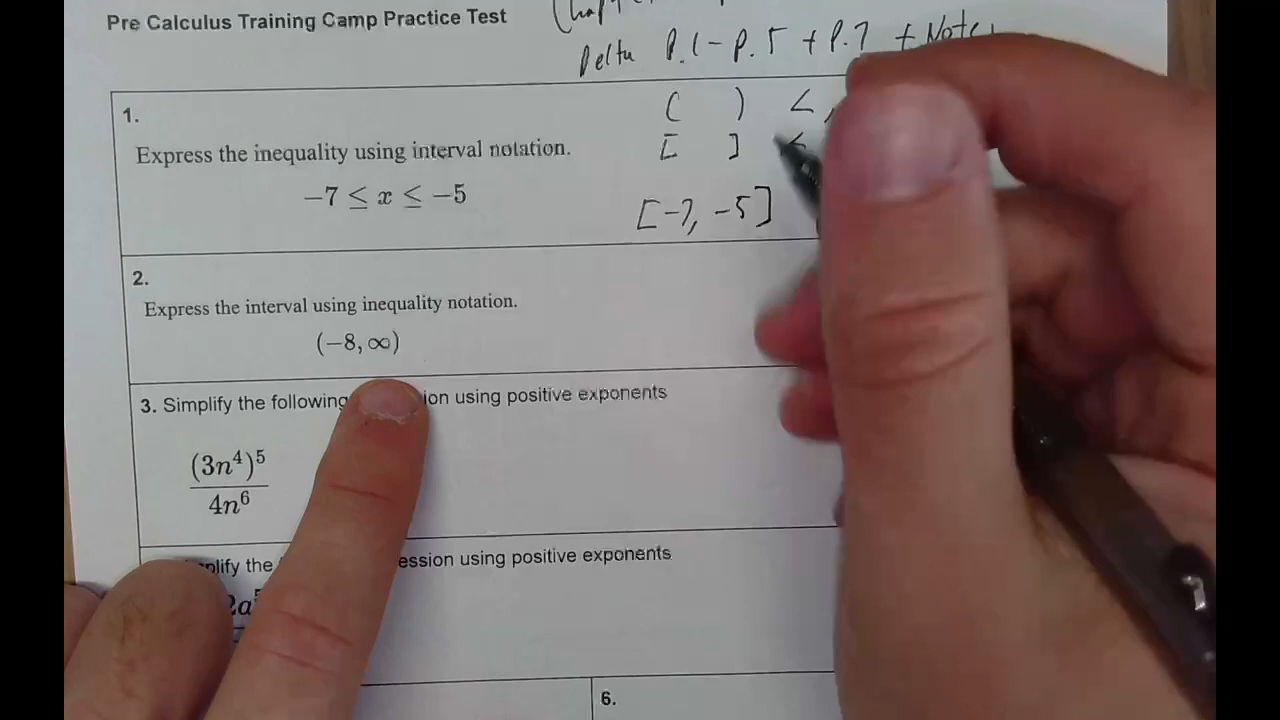 Pre Calculus Training Camp Practice Test
Delta P.1 - P.5 + P.7 + Notes
1.
( ) < ,
Express the inequality using interval notation.
[ ] <
−7 ≤ x ≤ −5
[-7, -5]
2.
Express the interval using inequality notation.
(−8, ∞)
3. Simplify the following using positive exponents
(3n⁴)⁵
4n⁶
the using positive exponents
6.